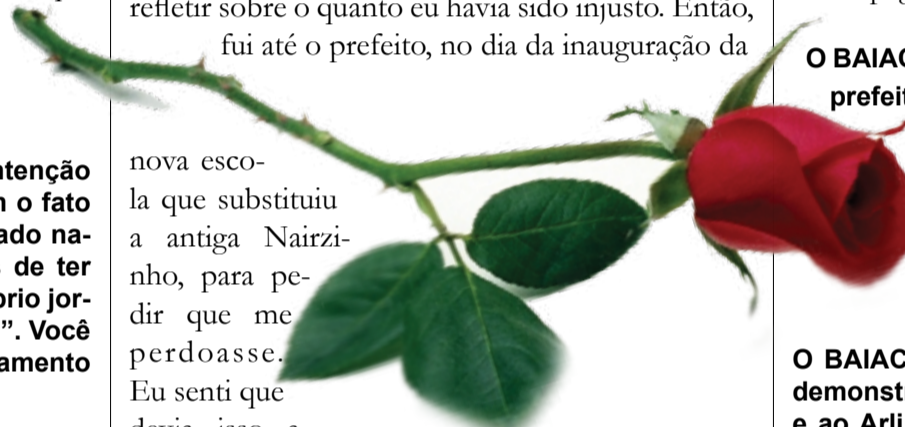 ntenção
o fato
ado na-
de ter
brio jor-
”. Você
amento
refletir sobre o quanto eu havia sido injusto. Então,
fui até o prefeito, no dia da inauguração da
nova esco-
la que substituiu
a antiga Nairzi-
nho, para pe-
dir que me
perdoasse.
Eu senti que
O BAIAC
prefeit
O BAIAC
demonst
e ao Arli